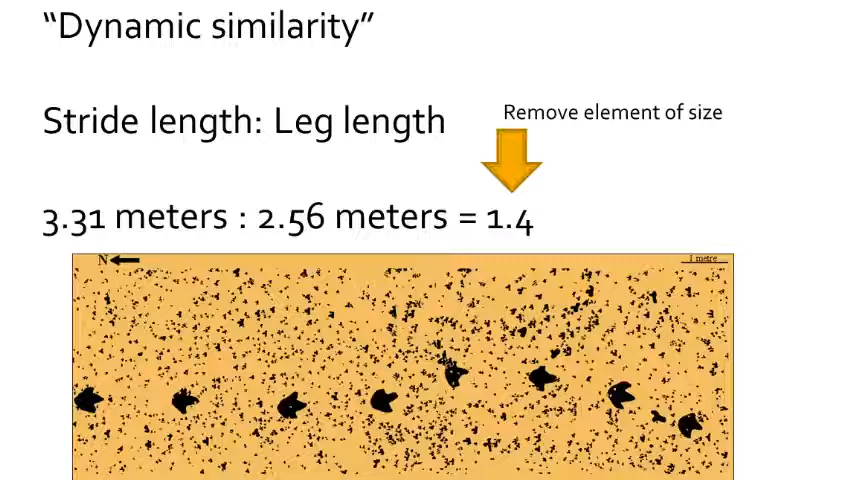 “Dynamic similarity”
Stride length: Leg length
Remove element of size
3.31 meters : 2.56 meters = 1.4
N
1 metre